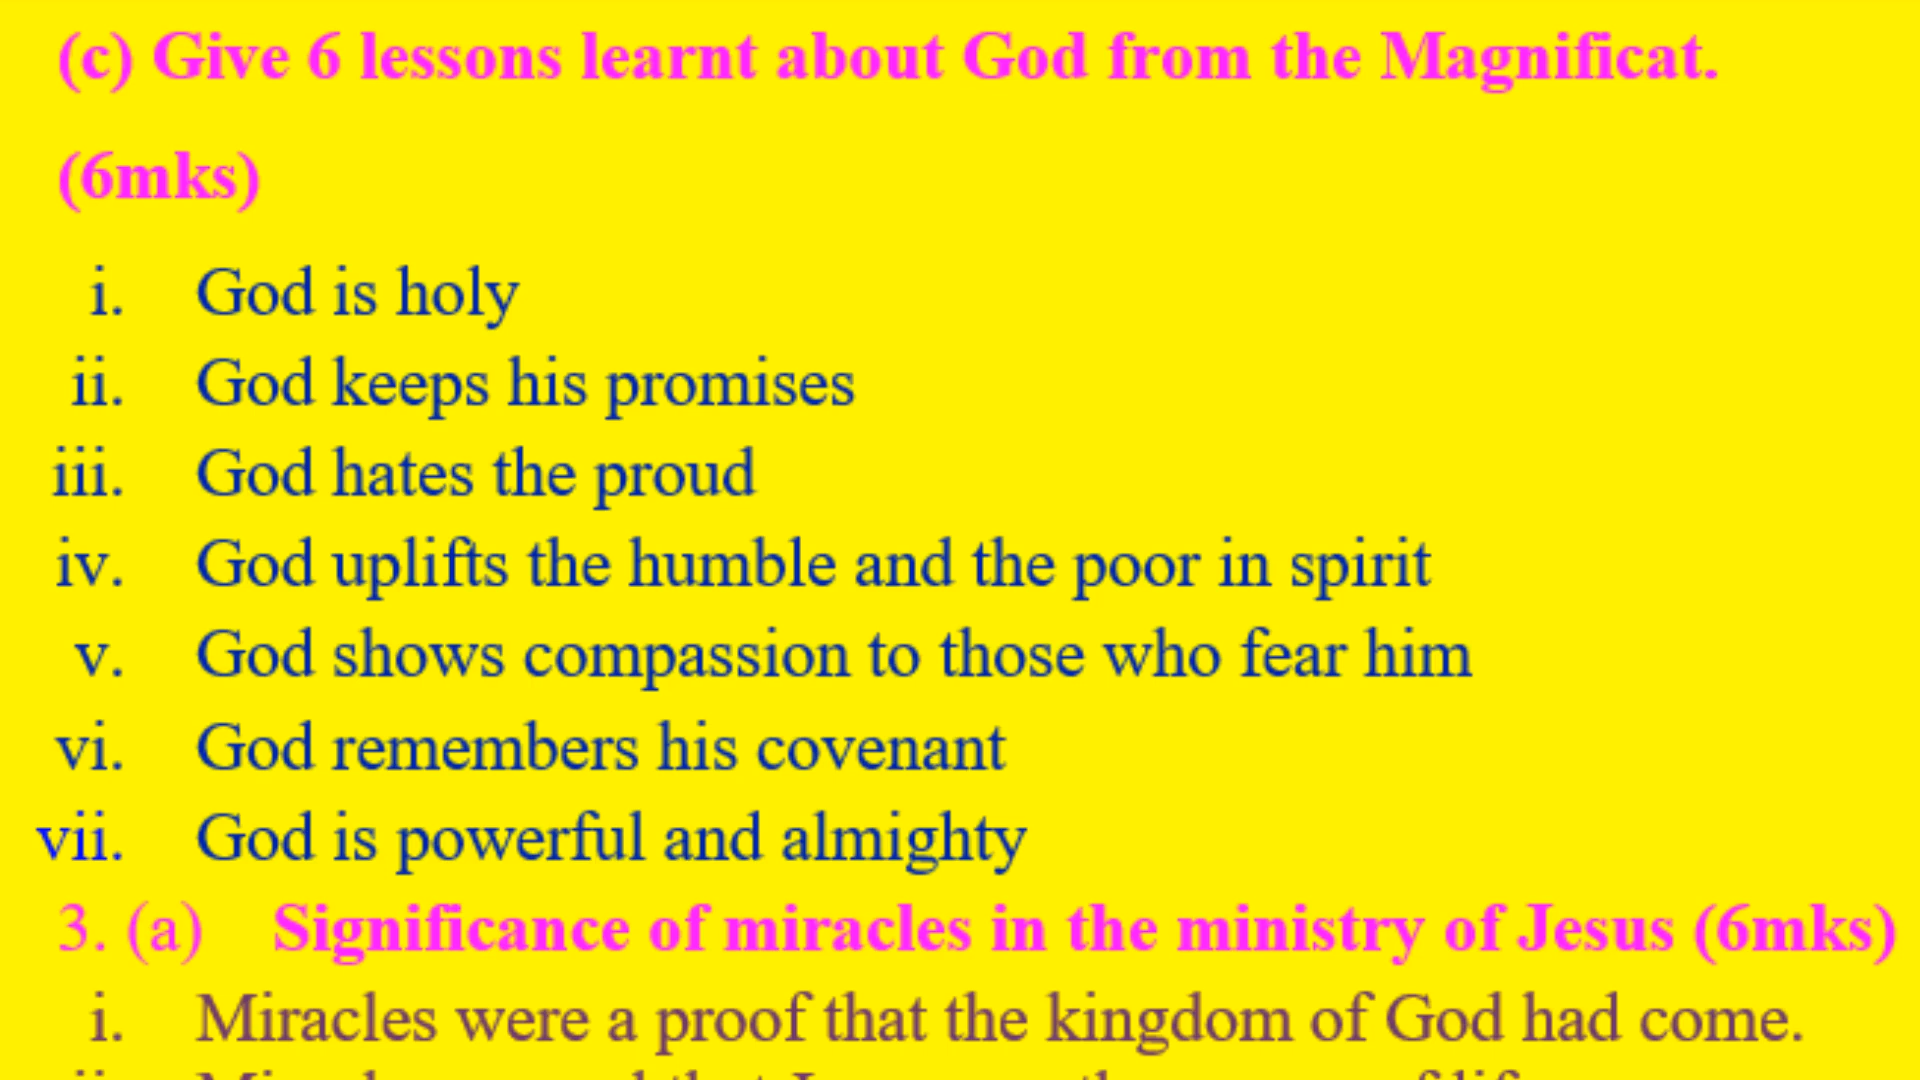 (c) Give 6 lessons learnt about God from the Magnificat.
(6mks)
i. God is holy
ii. God keeps his promises
iii. God hates the proud
iv. God uplifts the humble and the poor in spirit
v. God shows compassion to those who fear him
vi. God remembers his covenant
vii. God is powerful and almighty
3. (a) Significance of miracles in the ministry of Jesus (6mks)
i. Miracles were a proof that the kingdom of God had come.